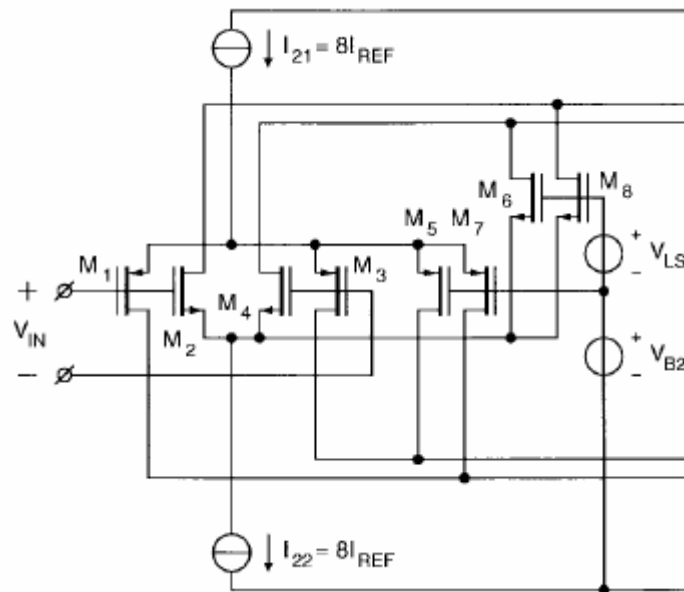 I21 = 8IREF
M6
M8
M5 M7
+
VLS
-
M1
M3
+
M4
VIN
M2
+
VB2
-
-
I22 = 8IREF